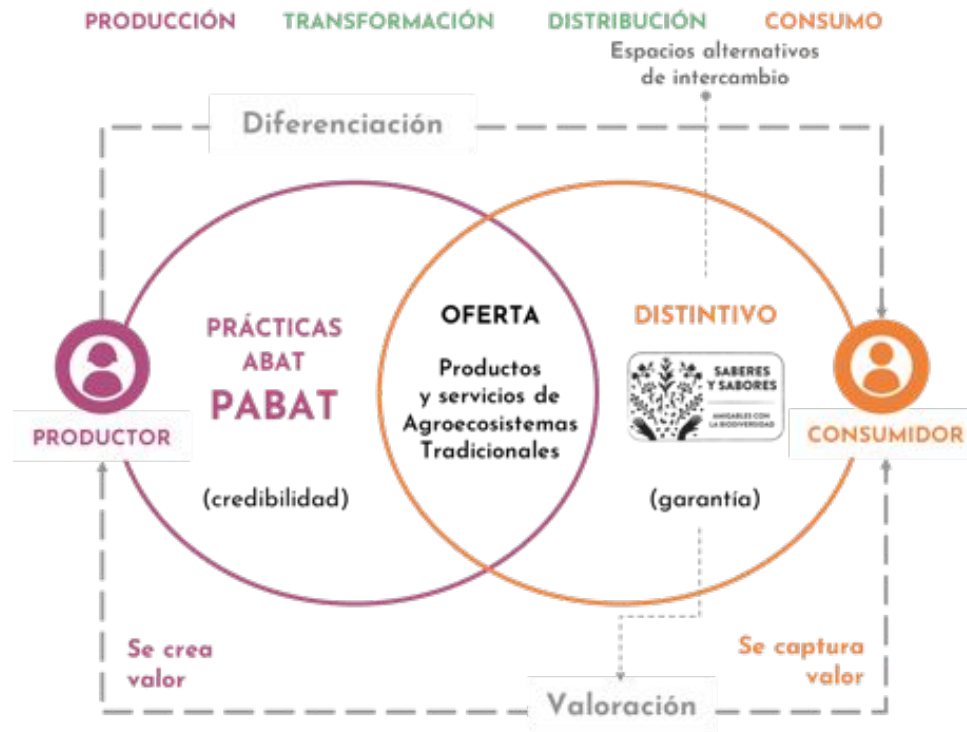 PRODUCCIÓN TRANSFORMACIÓN DISTRIBUCIÓN CONSUMO
Espacios alternativos
de intercambio
Diferenciación
PRÁCTICAS
ABAT
PABAT
(credibilidad)
OFERTA
Productos
y servicios de
Agroecosistemas
Tradicionales
DISTINTIVO
SABERES
Y SABORES
AMIGABLES CON
LA BIODIVERSIDAD
(garantía)
PRODUCTOR
CONSUMIDOR
Se crea
valor
Se captura
valor
Valoración